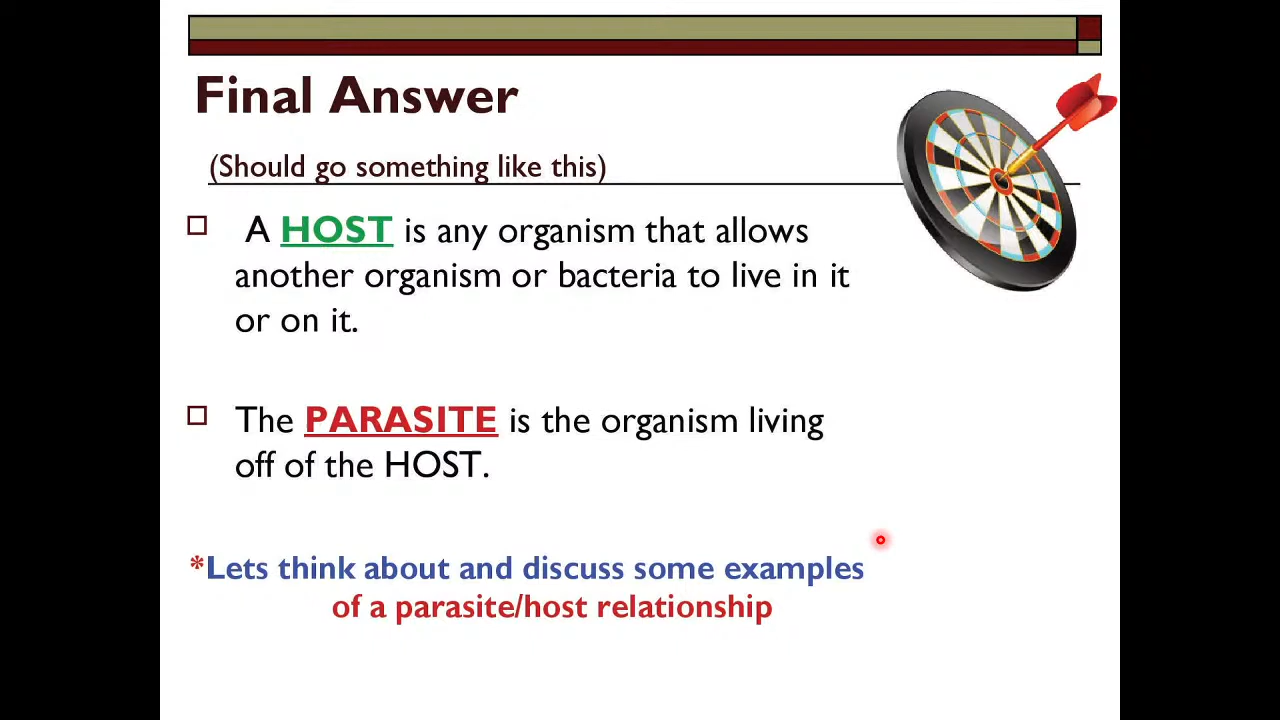 Final Answer
(Should go something like this)
A HOST is any organism that allows
another organism or bacteria to live in it
or on it.
The PARASITE is the organism living
off of the HOST.
*Lets think about and discuss some examples
of a parasite/host relationship